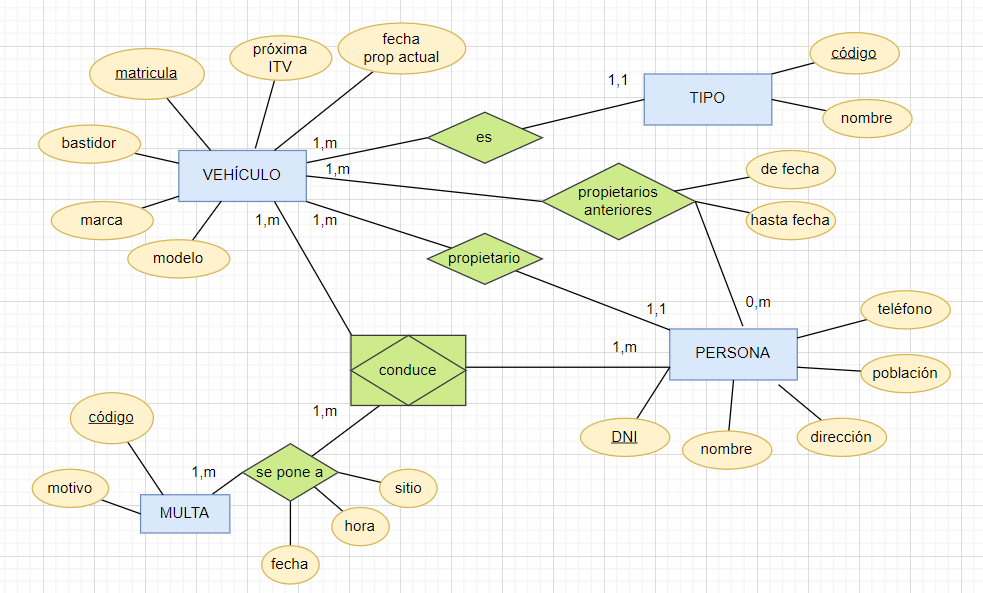 fecha
prop actual
próxima
ITV
matricula
código
1,1
TIPO
nombre
bastidor
1,m
es
VEHÍCULO
1,m
de fecha
propietarios
anteriores
marca
1,m
1,m
hasta fecha
modelo
propietario
1,1
0,m
teléfono
1,m
PERSONA
conduce
población
código
1,m
DNI
nombre
dirección
1,m
se pone a
motivo
sitio
MULTA
hora
fecha